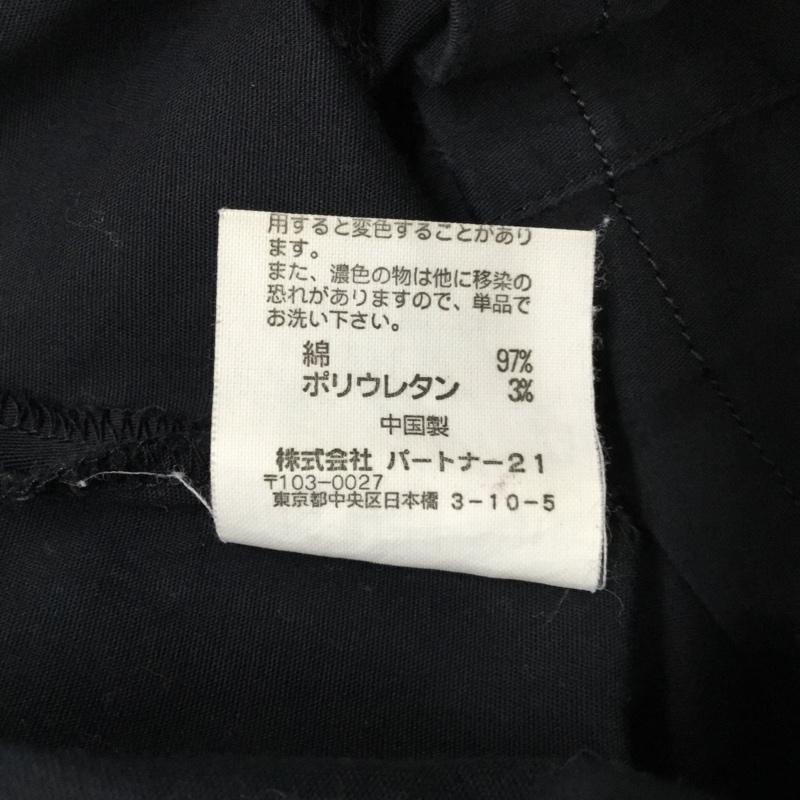 用すると変色することがあり
ます。
また、濃色の物は他に移染の
恐れがありますので、単品で
お洗い下さい。
綿 97%
ポリウレタン 3%
中国製
株式会社 パートナー21
〒103-0027
東京都中央区日本橋 3-10-5